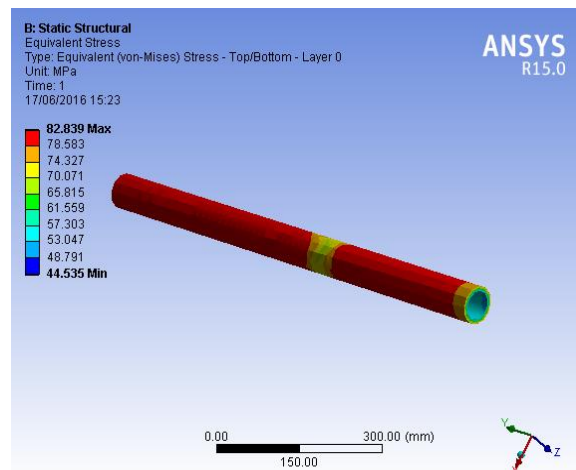 B: Static Structural
Equivalent Stress
Type: Equivalent (von-Mises) Stress - Top/Bottom - Layer 0
Unit: MPa
Time: 1
17/06/2016 15:23
ANSYS
R15.0
82.839 Max
78.583
74.327
70.071
65.815
61.559
57.303
53.047
48.791
44.535 Min
0.00
300.00 (mm)
150.00
Y
Z